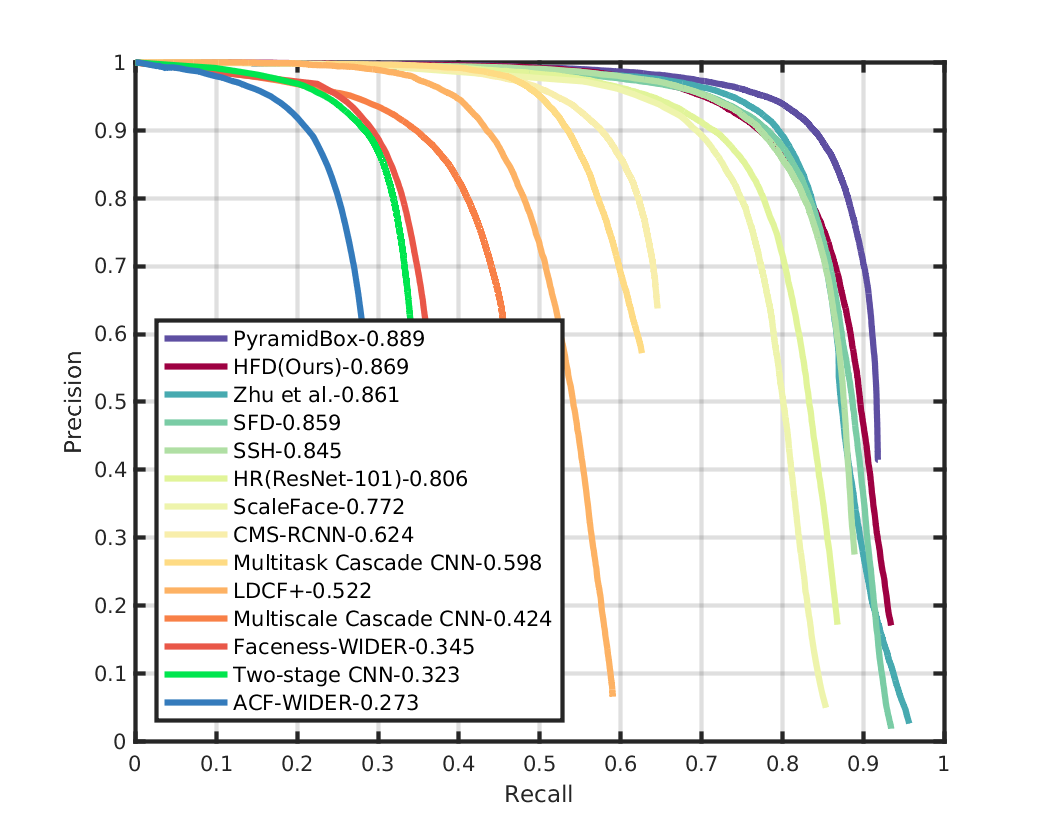 1
0.9
0.8
0.7
0.6
0.5
0.4
0.3
0.2
0.1
0
Precision
PyramidBox-0.889
HFD(Ours)-0.869
Zhu et al.-0.861
SFD-0.859
SSH-0.845
HR(ResNet-101)-0.806
ScaleFace-0.772
CMS-RCNN-0.624
Multitask Cascade CNN-0.598
LDCF+-0.522
Multiscale Cascade CNN-0.424
Faceness-WIDER-0.345
Two-stage CNN-0.323
ACF-WIDER-0.273
0 0.1 0.2 0.3 0.4 0.5 0.6 0.7 0.8 0.9 1
Recall